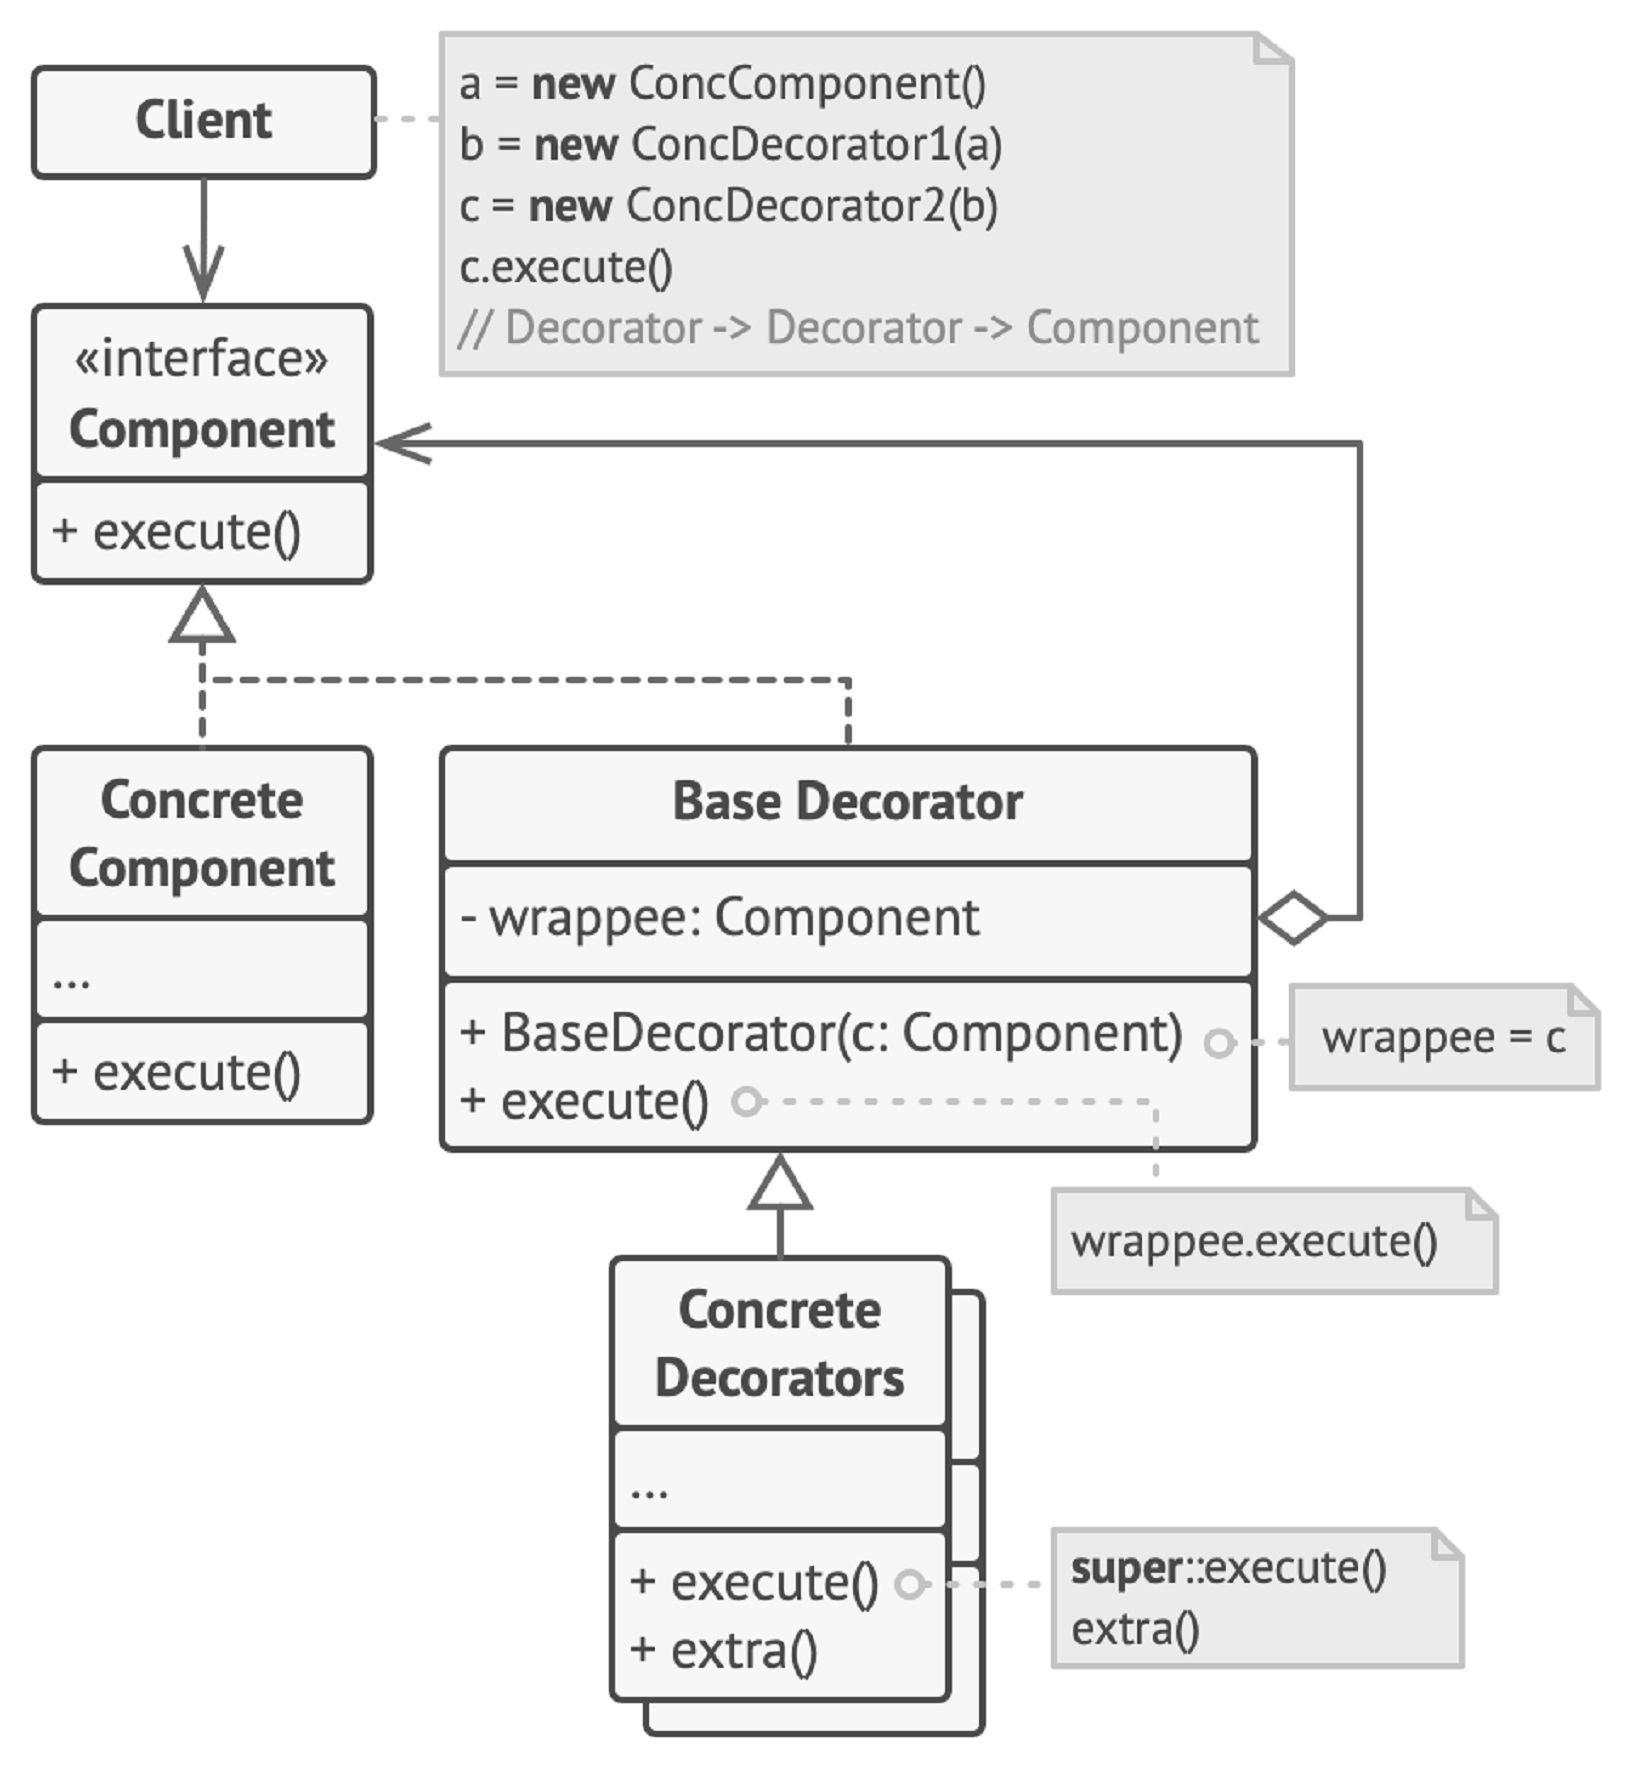 Client
a = new ConcComponent()
b = new ConcDecorator1(a)
c = new ConcDecorator2(b)
c.execute()
// Decorator -> Decorator -> Component
«interface»
Component
+ execute()
Concrete
Component
...
+ execute()
Base Decorator
- wrappee: Component
+ BaseDecorator(c: Component)
+ execute()
wrappee = c
wrappee.execute()
Concrete
Decorators
...
+ execute()
+ extra()
super::execute()
extra()